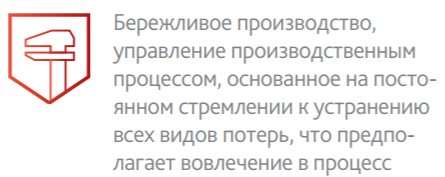 Бережливое производство,
управление производственным
процессом, основанное на посто-
янном стремлении к устранению
всех видов потерь, что предпо-
лагает вовлечение в процесс